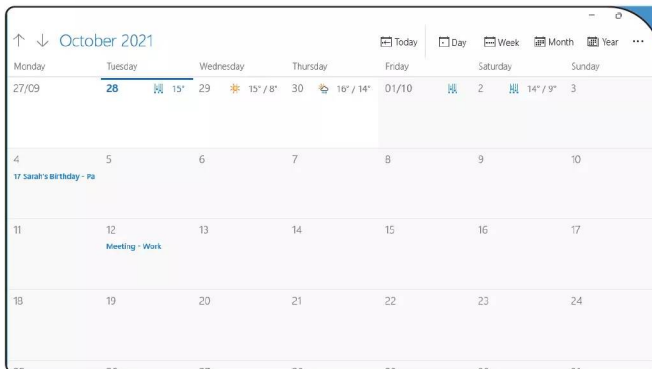 October 2021
Today Day Week Month Year ...
Monday Tuesday Wednesday Thursday Friday Saturday Sunday
27/09 28 15° 29 15°/8° 30 16°/14° 01/10 2 14°/9° 3
4 5 6 7 8 9 10
17 Sarah's Birthday - Pa
11 12 13 14 15 16 17
Meeting - Work
18 19 20 21 22 23 24